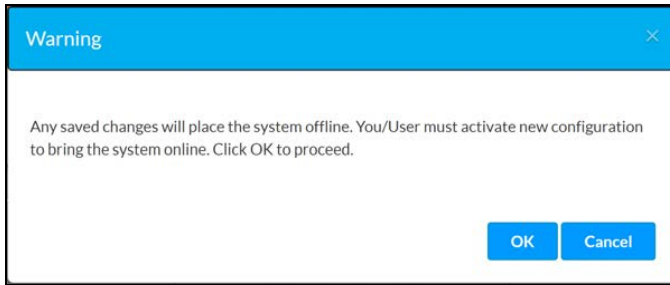 Warning
Any saved changes will place the system offline. You/User must activate new configuration
to bring the system online. Click OK to proceed.
OK Cancel